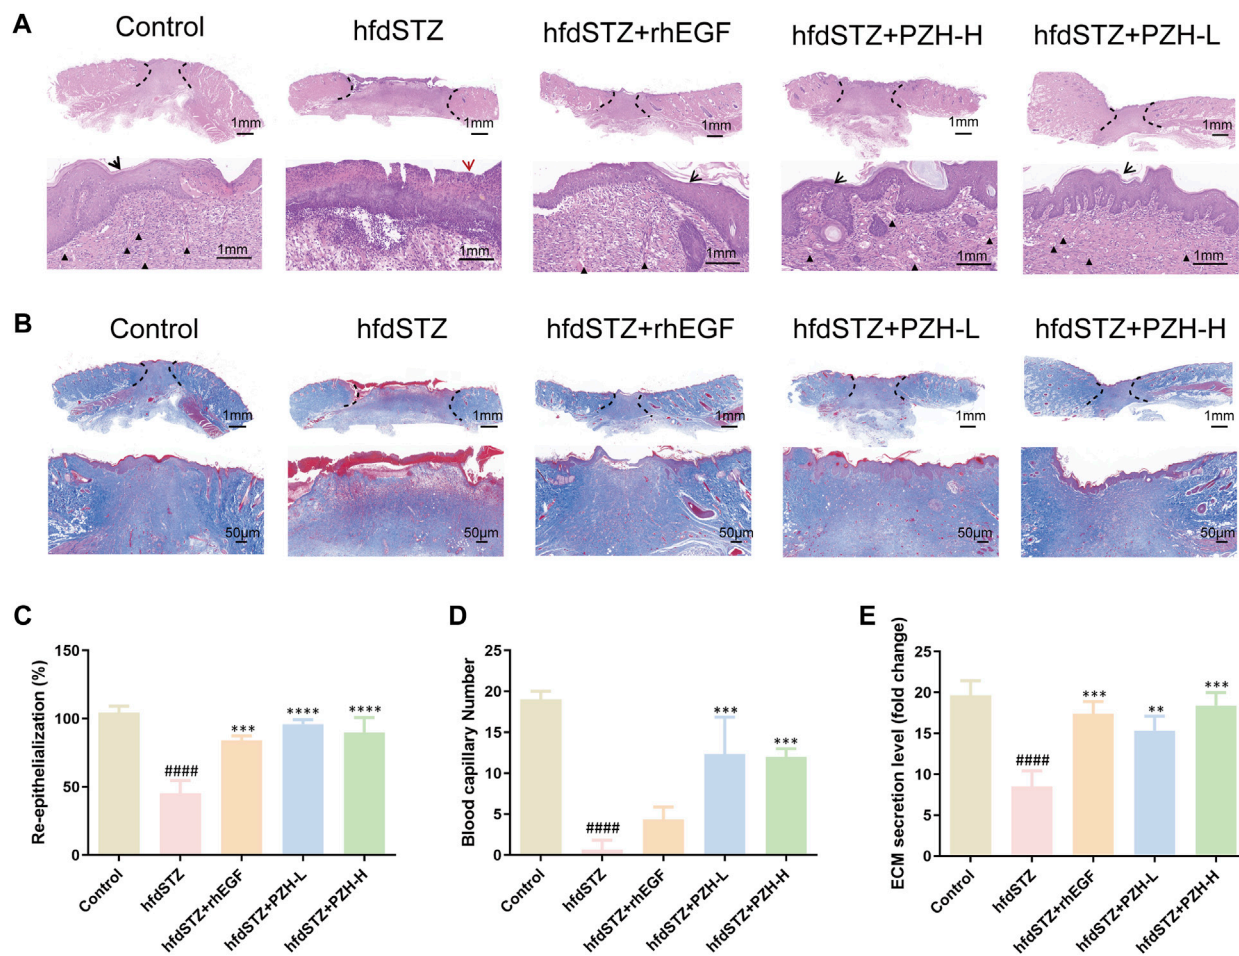 A
Control
hfdSTZ
hfdSTZ+rhEGF
hfdSTZ+PZH-H
hfdSTZ+PZH-L
1mm
1mm
1mm
1mm
1mm
1mm
1mm
1mm
1mm
1mm
B
Control
hfdSTZ
hfdSTZ+rhEGF
hfdSTZ+PZH-L
hfdSTZ+PZH-H
1mm
1mm
1mm
1mm
1mm
50μm
50μm
50μm
50μm
50μm
C
Re-epithelialization (%)
150
100
50
0
####
***
****
****
Control
hfdSTZ
hfdSTZ+rhEGF
hfdSTZ+PZH-L
hfdSTZ+PZH-H
D
Blood capillary Number
25
20
15
10
5
0
####
***
***
Control
hfdSTZ
hfdSTZ+rhEGF
hfdSTZ+PZH-L
hfdSTZ+PZH-H
E
ECM secretion level (fold change)
25
20
15
10
5
0
####
***
**
***
Control
hfdSTZ
hfdSTZ+rhEGF
hfdSTZ+PZH-L
hfdSTZ+PZH-H